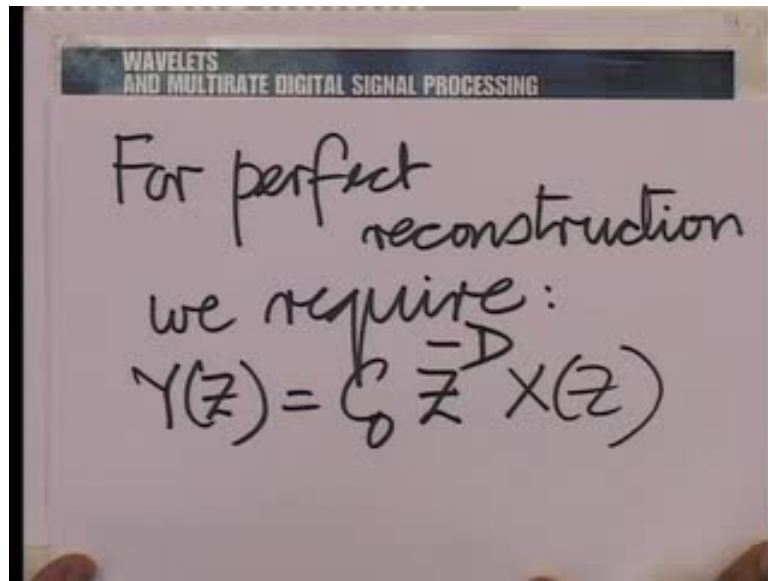 WAVELETS
AND MULTIRATE DIGITAL SIGNAL PROCESSING
For perfect
reconstruction
we require:
Y(Z) = C₀ Z⁻ᴰ X(Z)